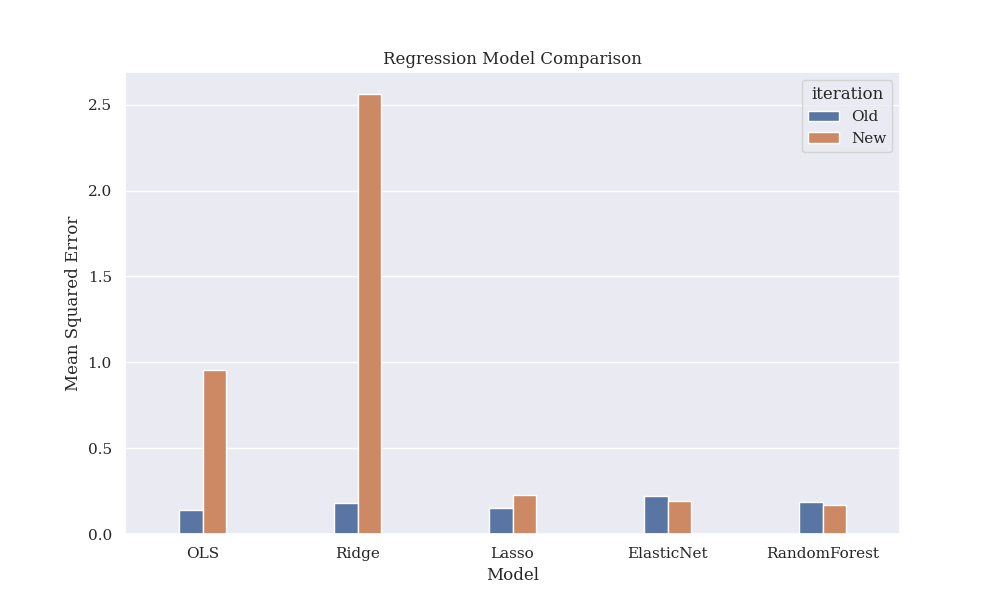 Regression Model Comparison
iteration
Old
New
Mean Squared Error
2.5
2.0
1.5
1.0
0.5
0.0
OLS Ridge Lasso ElasticNet RandomForest
Model